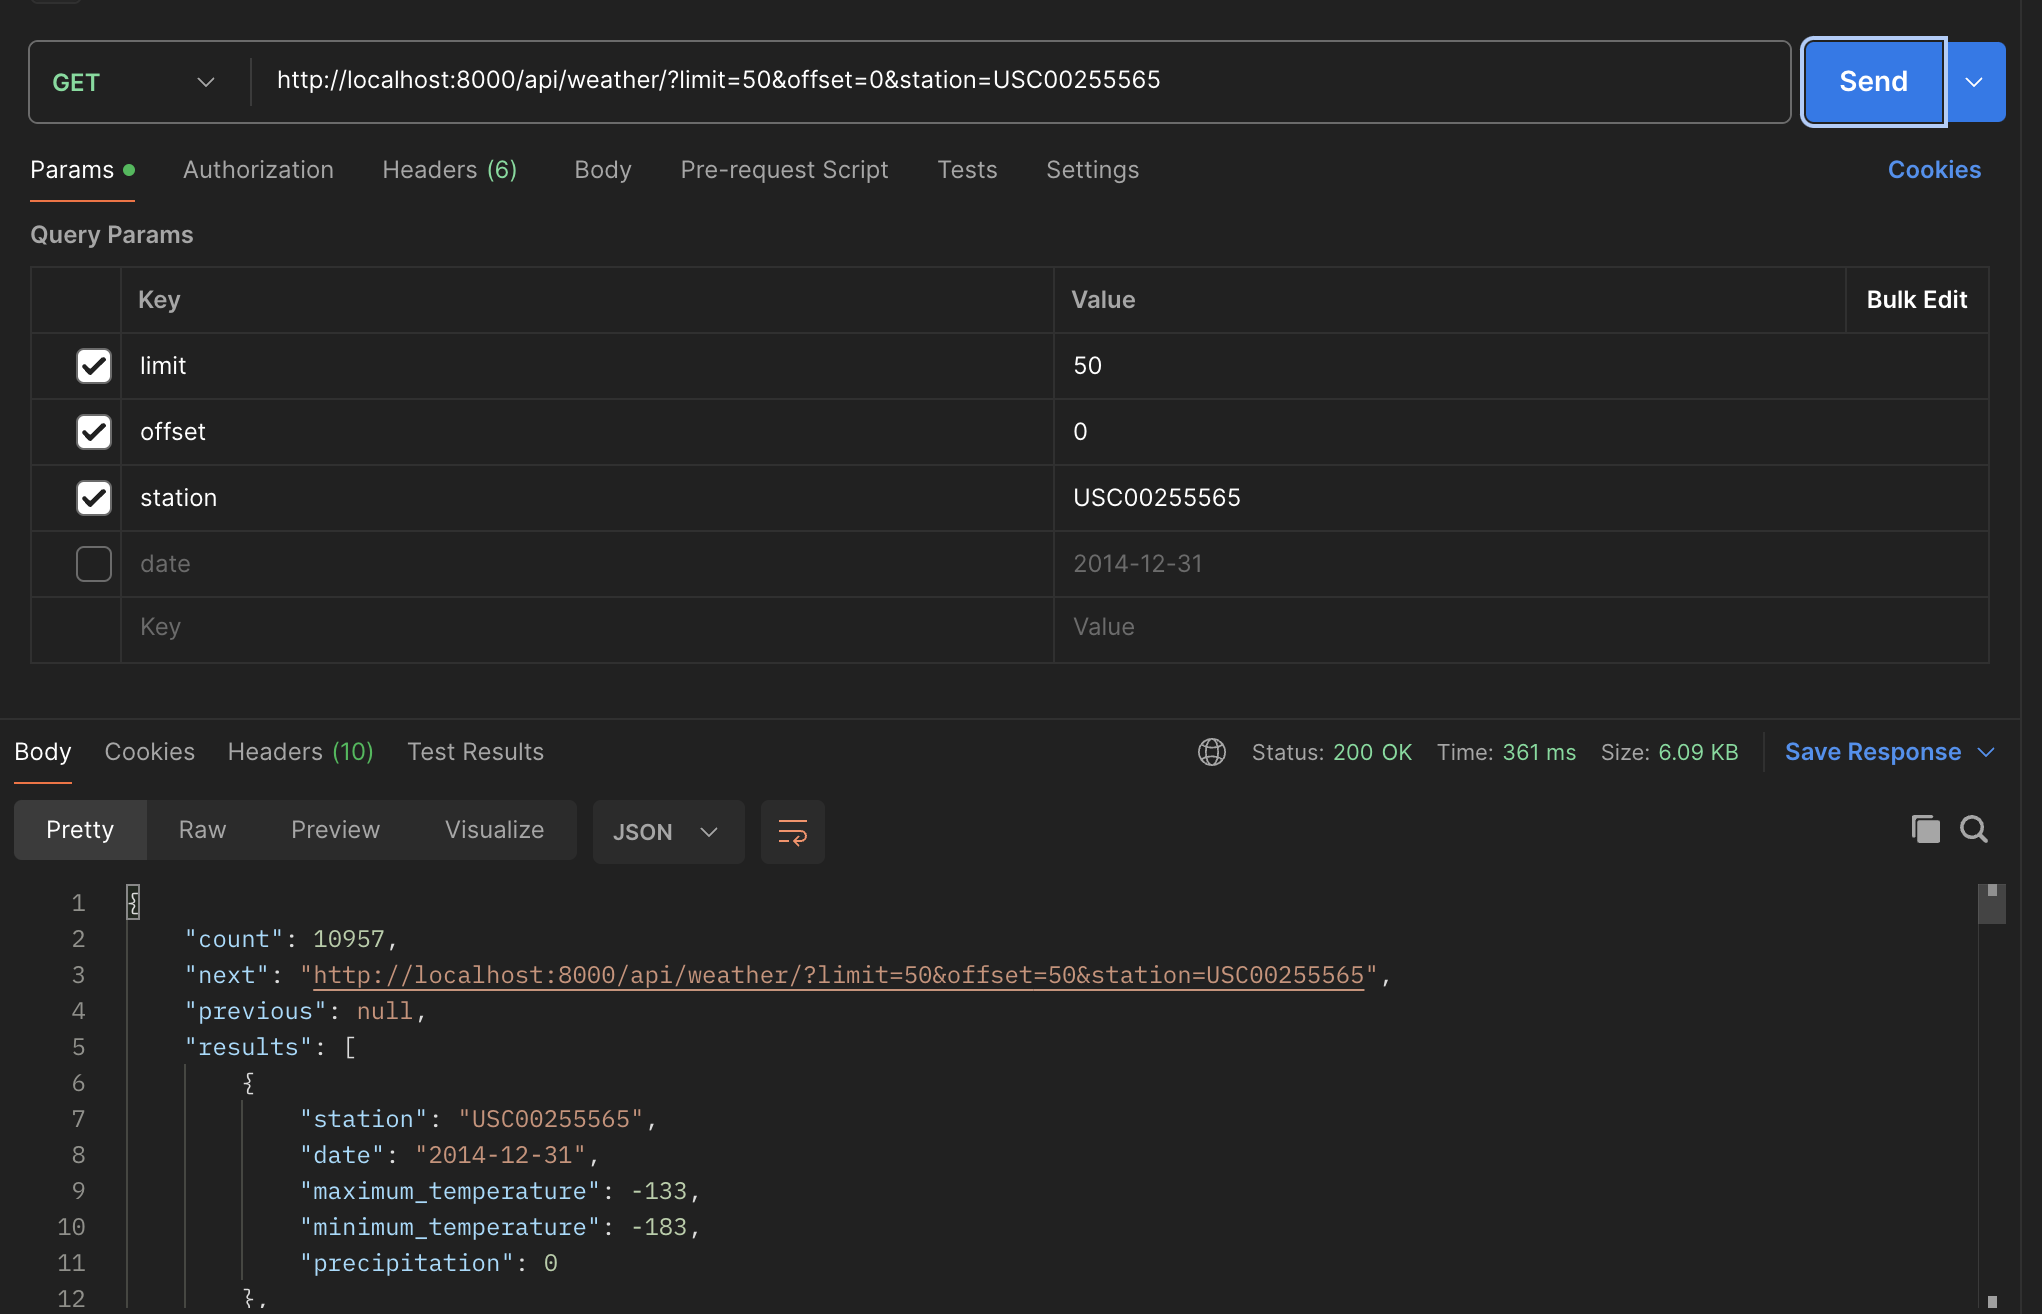 GET http://localhost:8000/api/weather/?limit=50&offset=0&station=USC00255565 Send
Params Authorization Headers (6) Body Pre-request Script Tests Settings Cookies
Query Params
Key Value Bulk Edit
limit 50
offset 0
station USC00255565
date 2014-12-31
Key Value
Body Cookies Headers (10) Test Results Status: 200 OK Time: 361 ms Size: 6.09 KB Save Response
Pretty Raw Preview Visualize JSON
1 {
2 "count": 10957,
3 "next": "http://localhost:8000/api/weather/?limit=50&offset=50&station=USC00255565",
4 "previous": null,
5 "results": [
6 {
7 "station": "USC00255565",
8 "date": "2014-12-31",
9 "maximum_temperature": -133,
10 "minimum_temperature": -183,
11 "precipitation": 0
12 },